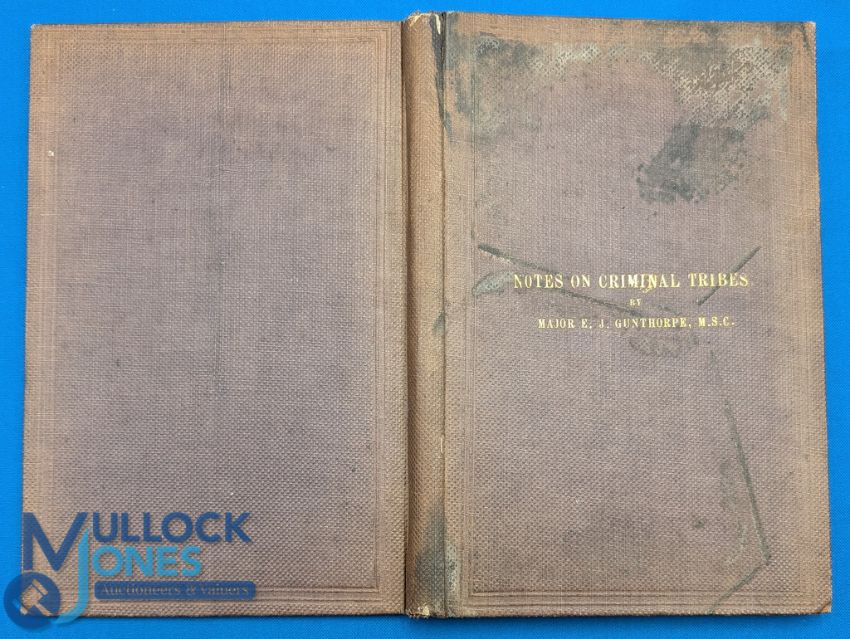 NOTES ON CRIMINAL TRIBES
BY
MAJOR E. J. GUNTHORPE, M.S.C.
MULLOCK
JONES
Auctioneers & valuers